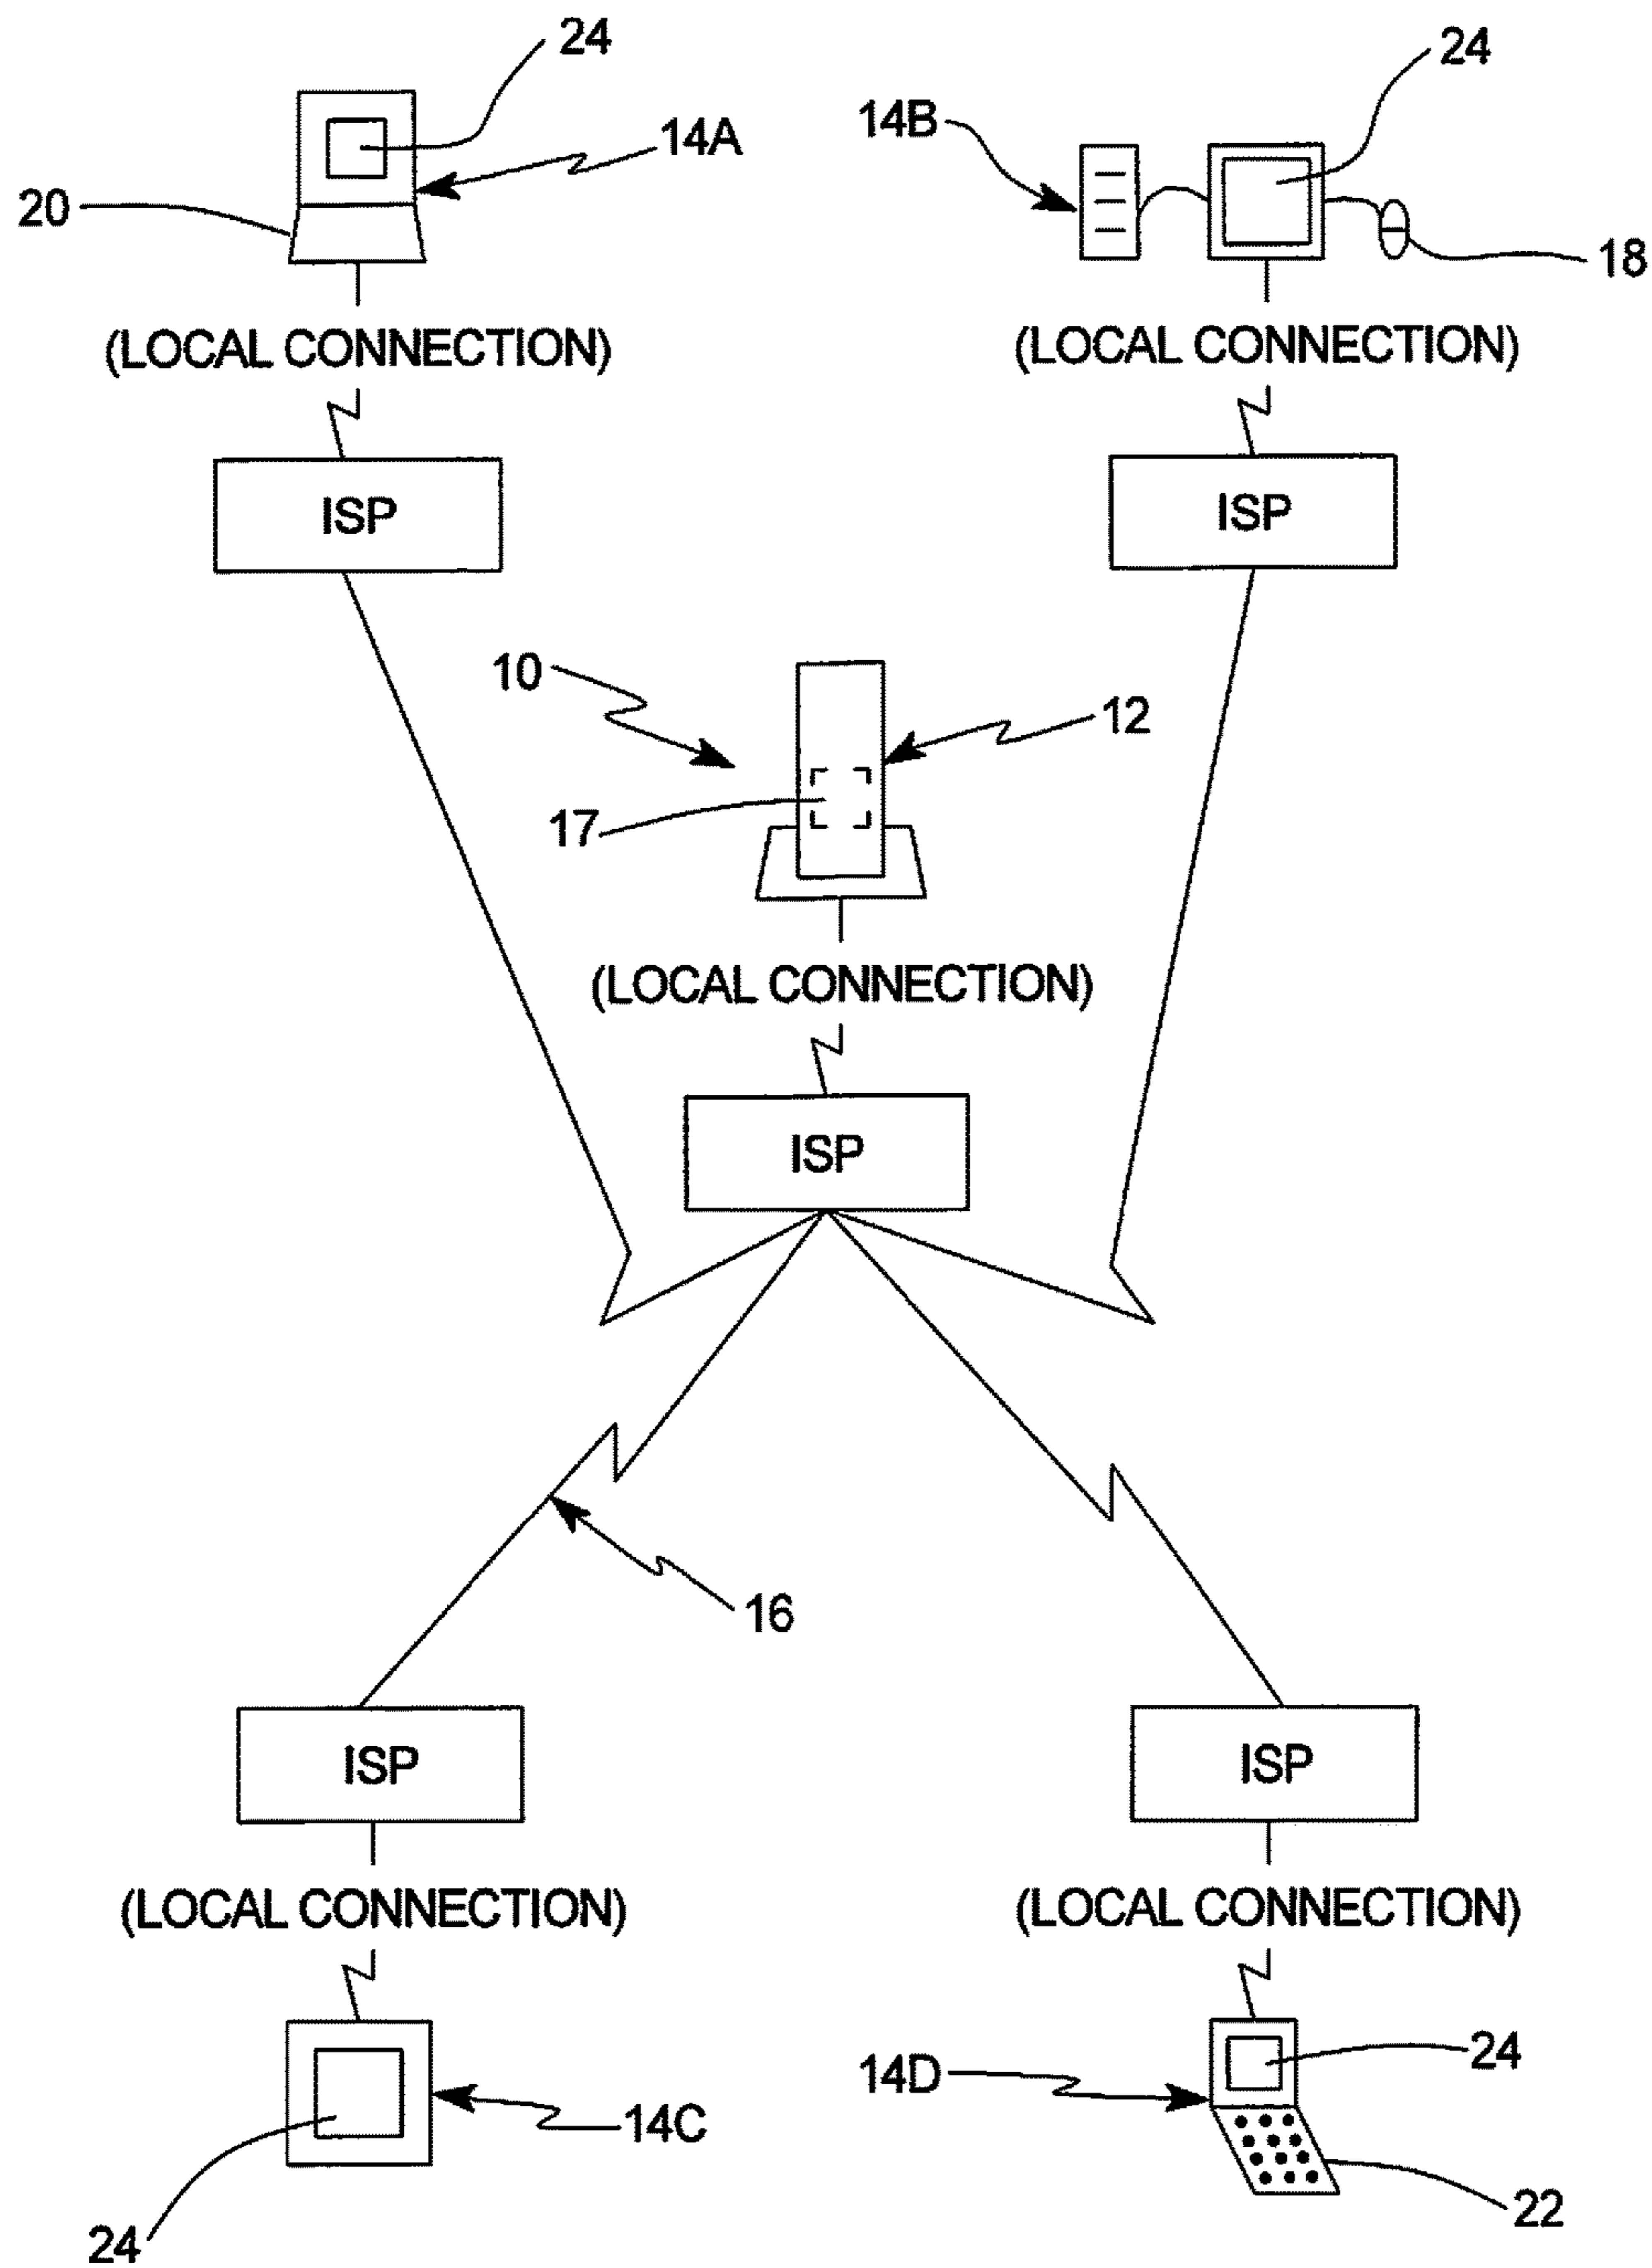 24
24
14B
14A
20
18
(LOCAL CONNECTION)
(LOCAL CONNECTION)
ISP
ISP
10
12
17
(LOCAL CONNECTION)
ISP
16
ISP
ISP
(LOCAL CONNECTION)
(LOCAL CONNECTION)
24
14D
14C
22
24